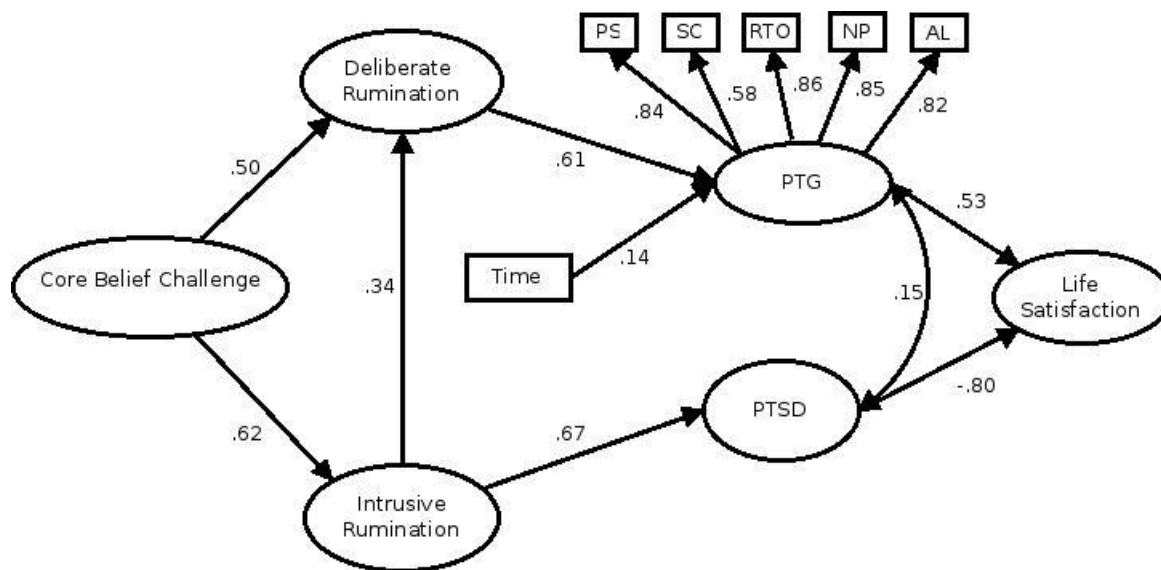 PS
SC
RTO
NP
AL
Deliberate
Rumination
.84
.58
.86
.85
.82
.50
.61
PTG
.53
Core Belief Challenge
Time
.14
.34
.15
Life
Satisfaction
PTSD
-.80
.62
.67
Intrusive
Rumination